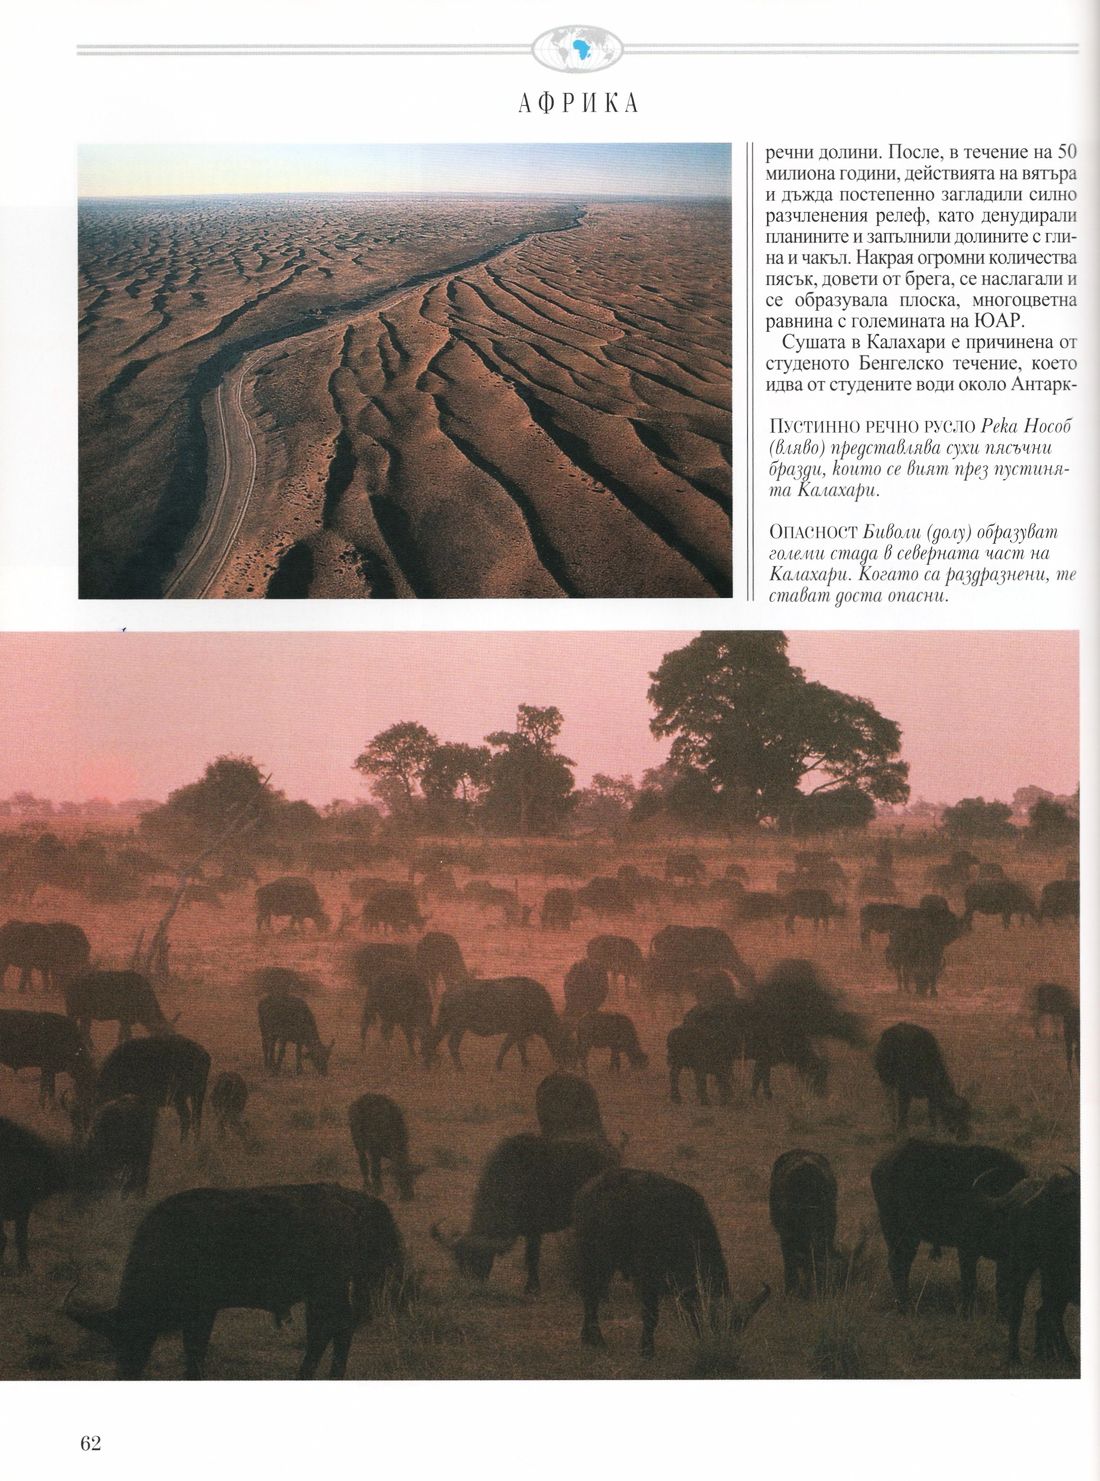 АФРИКА
речни долини. После, в течение на 50
милиона години, действията на вятъра
и дъжда постепенно загладили силно
разчленения релеф, като денудирали
планините и запълнили долините с гли-
на и чакъл. Накрая огромни количества
пясък, довети от брега, се наслагали и
се образувала плоска, многоцветна
равнина с големината на ЮАР.
Сушата в Калахари е причинена от
студеното Бенгелско течение, което
идва от студените води около Антарк-
ПУСТИННО РЕЧНО РУСЛО Река Нособ
(вляво) представлява сухи пясъчни
бразди, които се вият през пустиня-
та Калахари.
ОПАСНОСТ Биволи (долу) образуват
големи стада в северната част на
Калахари. Когато са раздразнени, те
стават доста опасни.
62